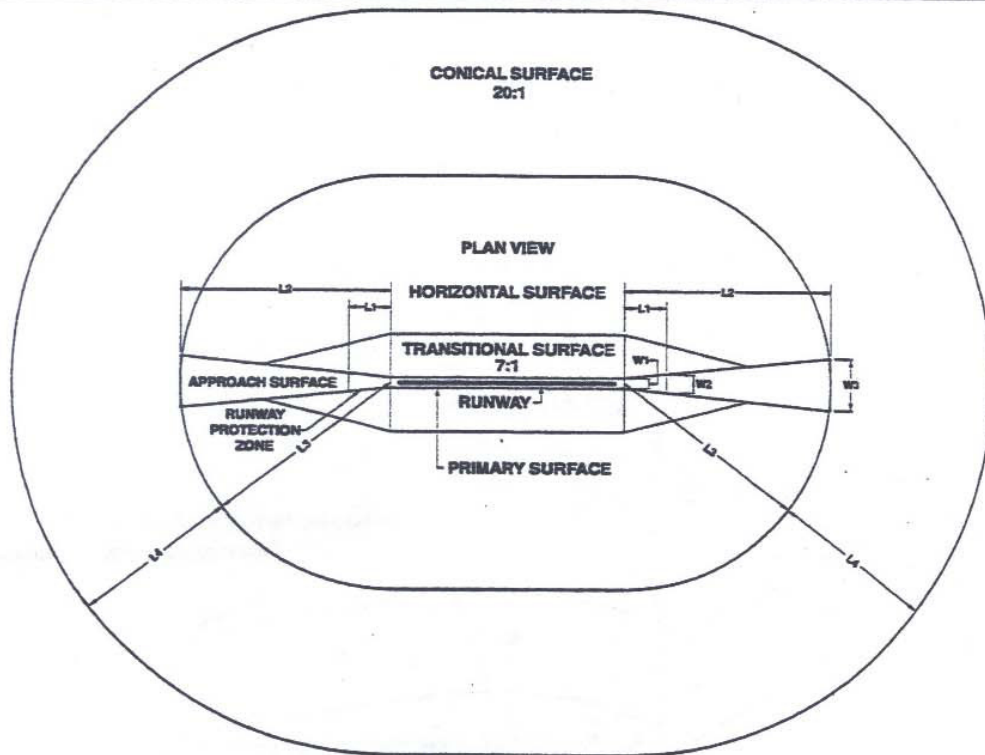 CONICAL SURFACE
20:1
PLAN VIEW
L2
HORIZONTAL SURFACE
L2
L1
L1
TRANSITIONAL SURFACE
7:1
W1
W2
W3
APPROACH SURFACE
RUNWAY
PROTECTION
ZONE
RUNWAY
L3
PRIMARY SURFACE
L3
L4
L4